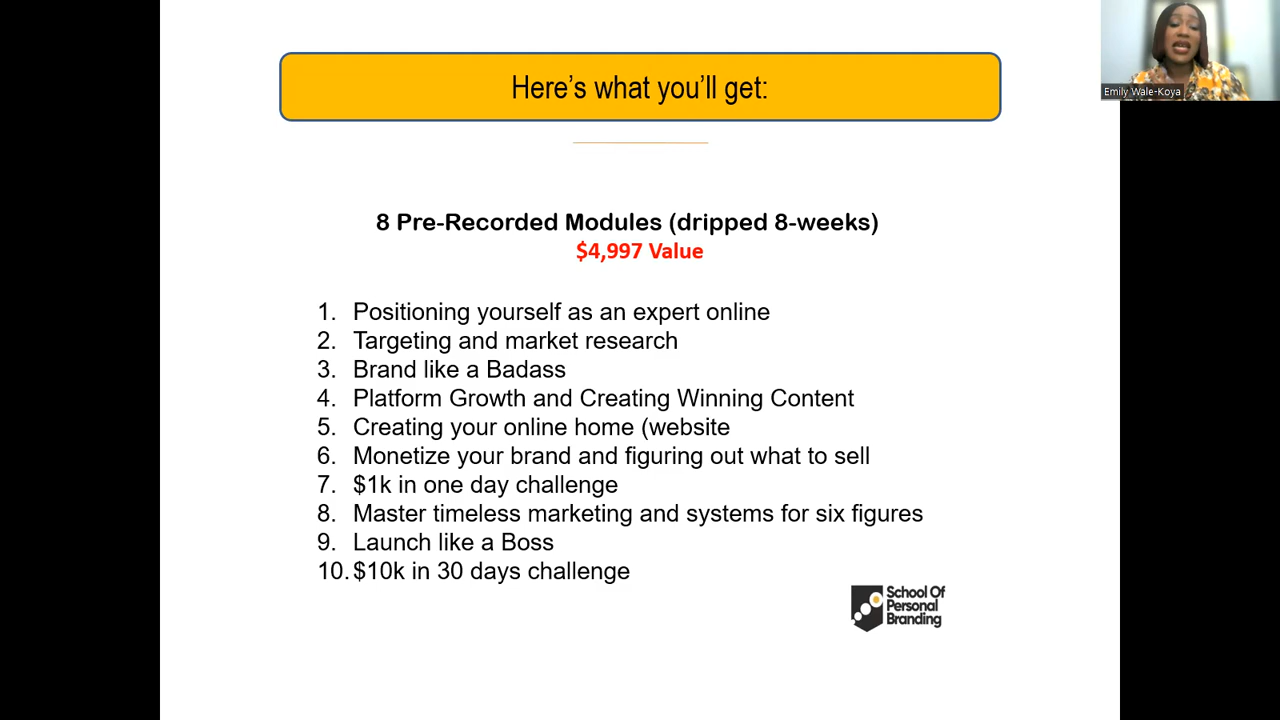 Here's what you'll get:
Emily Wale-Koya
8 Pre-Recorded Modules (dripped 8-weeks)
$4,997 Value
1. Positioning yourself as an expert online
2. Targeting and market research
3. Brand like a Badass
4. Platform Growth and Creating Winning Content
5. Creating your online home (website
6. Monetize your brand and figuring out what to sell
7. $1k in one day challenge
8. Master timeless marketing and systems for six figures
9. Launch like a Boss
10. $10k in 30 days challenge
School Of
Personal
Branding